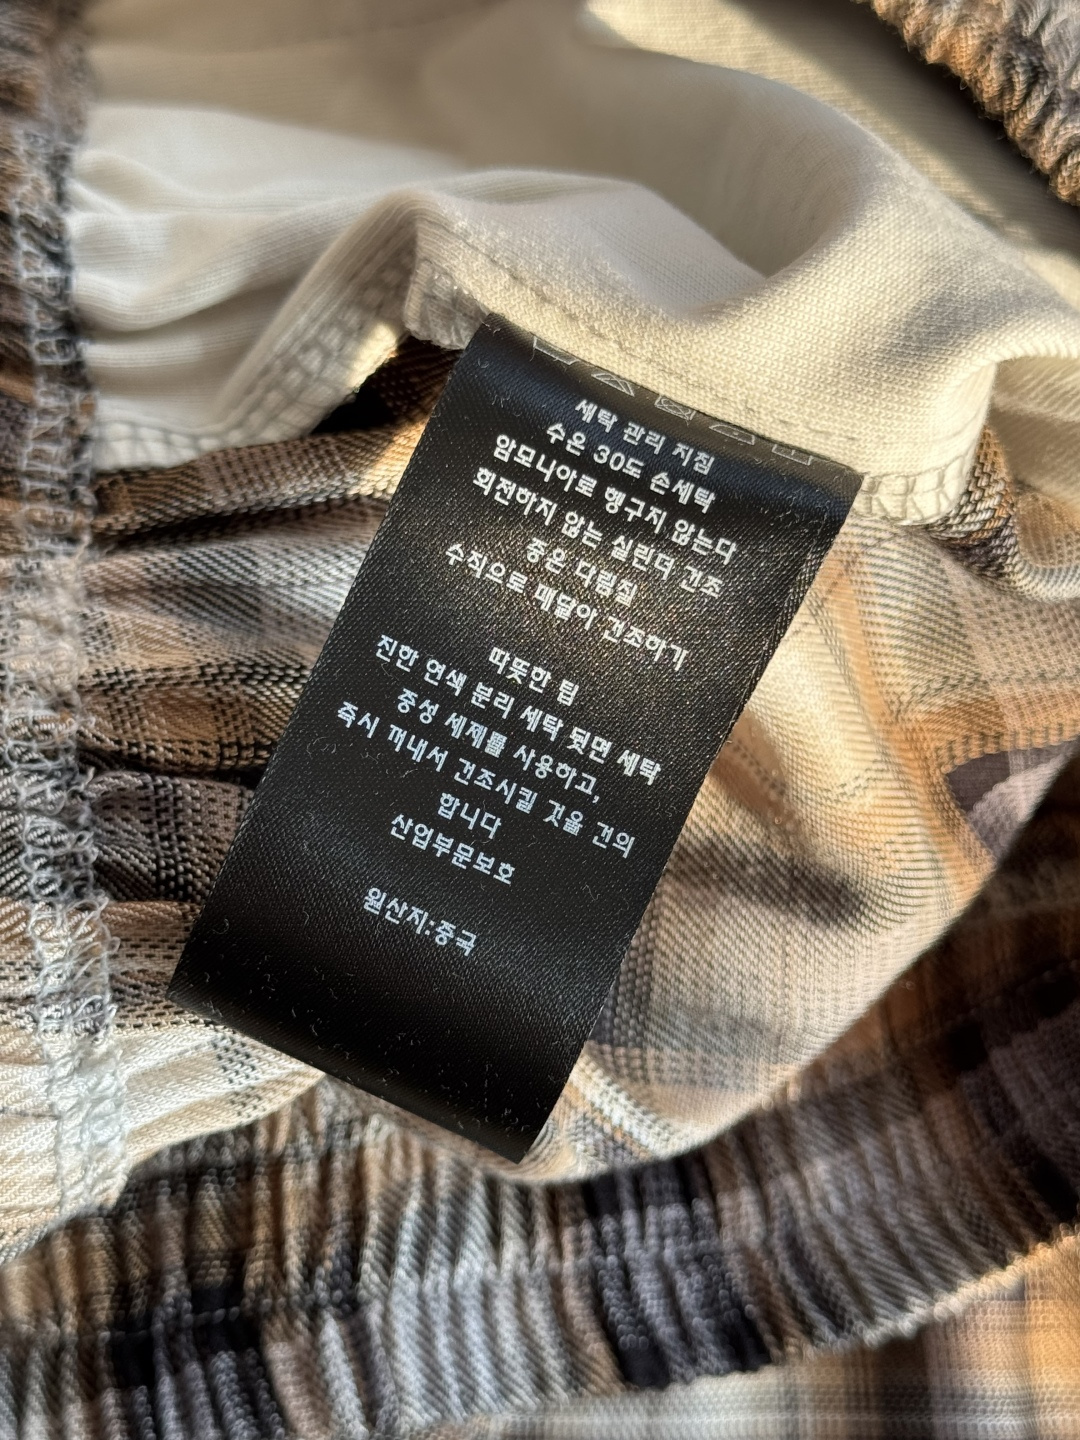 세탁 관리 지침
수온 30도 손세탁
암모니아로 헹구지 않는다
회전하지 않는 실린더 건조
중온 다림질
수직으로 매달이 건조하기
따뜻한 팁
진한 연색 분리 세탁 뒷면 세탁
중성 세제를 사용하고,
즉시 꺼내서 건조시킬 것을 건의
합니다
산업부문보호
원산지:중국